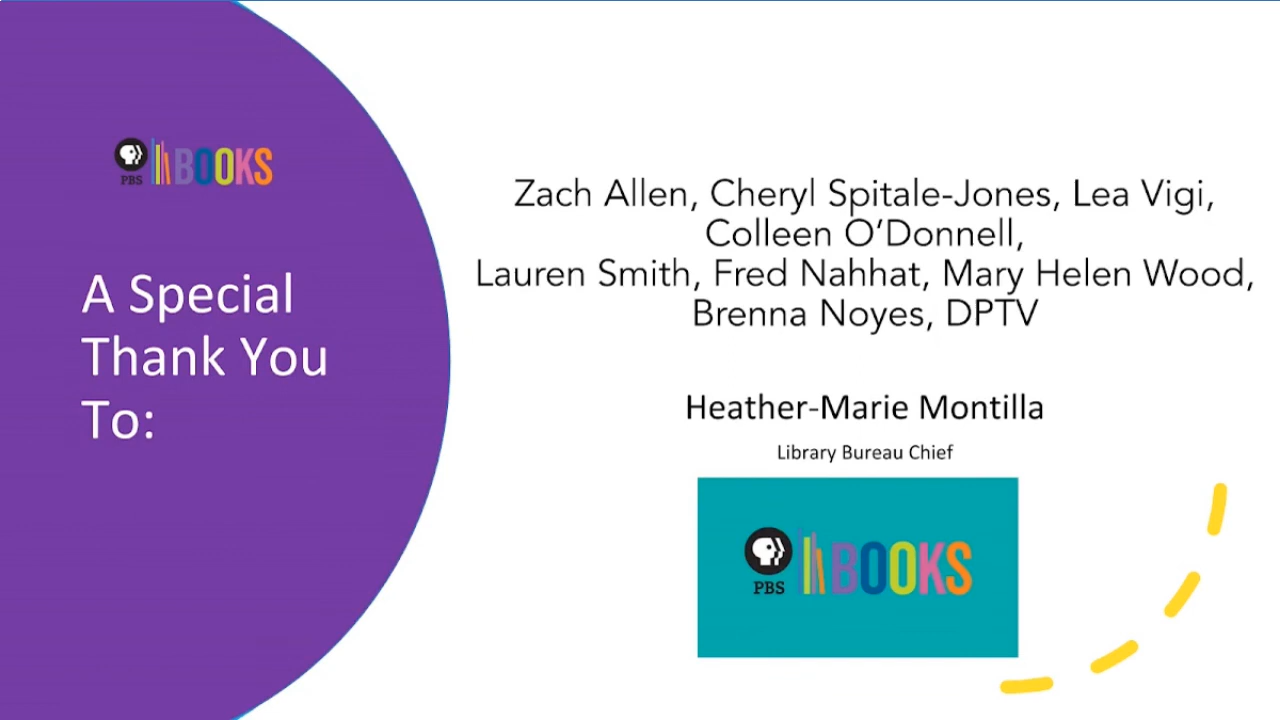 PBS BOOKS
A Special
Thank You
To:
Zach Allen, Cheryl Spitale-Jones, Lea Vigi,
Colleen O’Donnell,
Lauren Smith, Fred Nahhat, Mary Helen Wood,
Brenna Noyes, DPTV
Heather-Marie Montilla
Library Bureau Chief
PBS BOOKS